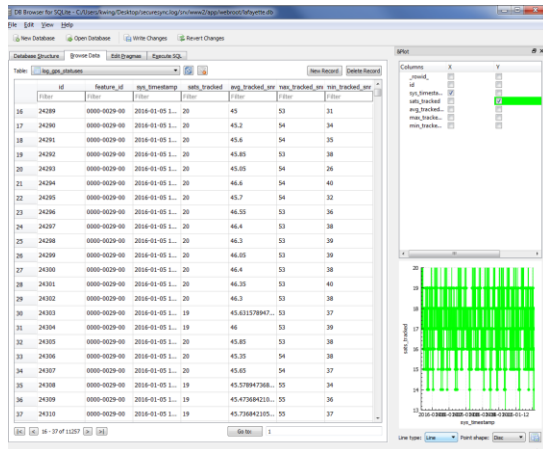 DB Browser for SQLite - C:/Users/kwing/Desktop/securesync.log/srv/www2/app/webroot/lafayette.db
File Edit View Help
New Database Open Database Write Changes Revert Changes
Database Structure Browse Data Edit Pragmas Execute SQL
Table: log_gps_statuses New Record Delete Record
id feature_id sys_timestamp sats_tracked avg_tracked_snr max_tracked_snr min_tracked_snr
Filter Filter Filter Filter Filter Filter Filter
16 24289 0000-0029-00 2016-01-05 1... 20 45 53 31
17 24290 0000-0029-00 2016-01-05 1... 20 45.2 54 34
18 24291 0000-0029-00 2016-01-05 1... 20 45.6 54 35
19 24292 0000-0029-00 2016-01-05 1... 20 45.85 53 38
20 24293 0000-0029-00 2016-01-05 1... 20 45.05 54 26
21 24294 0000-0029-00 2016-01-05 1... 20 46.6 54 40
22 24295 0000-0029-00 2016-01-05 1... 20 45.7 54 32
23 24296 0000-0029-00 2016-01-05 1... 20 46.55 53 36
24 24297 0000-0029-00 2016-01-05 1... 20 46.4 53 38
25 24298 0000-0029-00 2016-01-05 1... 20 46.3 53 39
26 24299 0000-0029-00 2016-01-05 1... 20 46.05 53 39
27 24300 0000-0029-00 2016-01-05 1... 20 46.4 53 38
28 24301 0000-0029-00 2016-01-05 1... 20 46.35 53 40
29 24302 0000-0029-00 2016-01-05 1... 20 46.3 53 38
30 24303 0000-0029-00 2016-01-05 1... 19 45.631578947... 53 37
31 24304 0000-0029-00 2016-01-05 1... 19 46 53 39
32 24305 0000-0029-00 2016-01-05 1... 20 45.85 53 38
33 24306 0000-0029-00 2016-01-05 1... 20 45.35 54 38
34 24307 0000-0029-00 2016-01-05 1... 20 45.65 54 37
35 24308 0000-0029-00 2016-01-05 1... 19 45.578947368... 55 34
36 24309 0000-0029-00 2016-01-05 1... 19 45.736842105... 55 36
37 24310 0000-0029-00 2016-01-05 1... 19 45.736842105... 53 37
|< < 16 - 37 of 11257 > >| Go to: 1
Plot
Columns X Y
_rowid_
id
sys_timesta...
sats_tracked
avg_tracked...
max_tracke...
min_tracke...
20
19
18
17
16
15
14
13
sats_tracked
sys_timestamp
Line type: Line Point shape: Disc